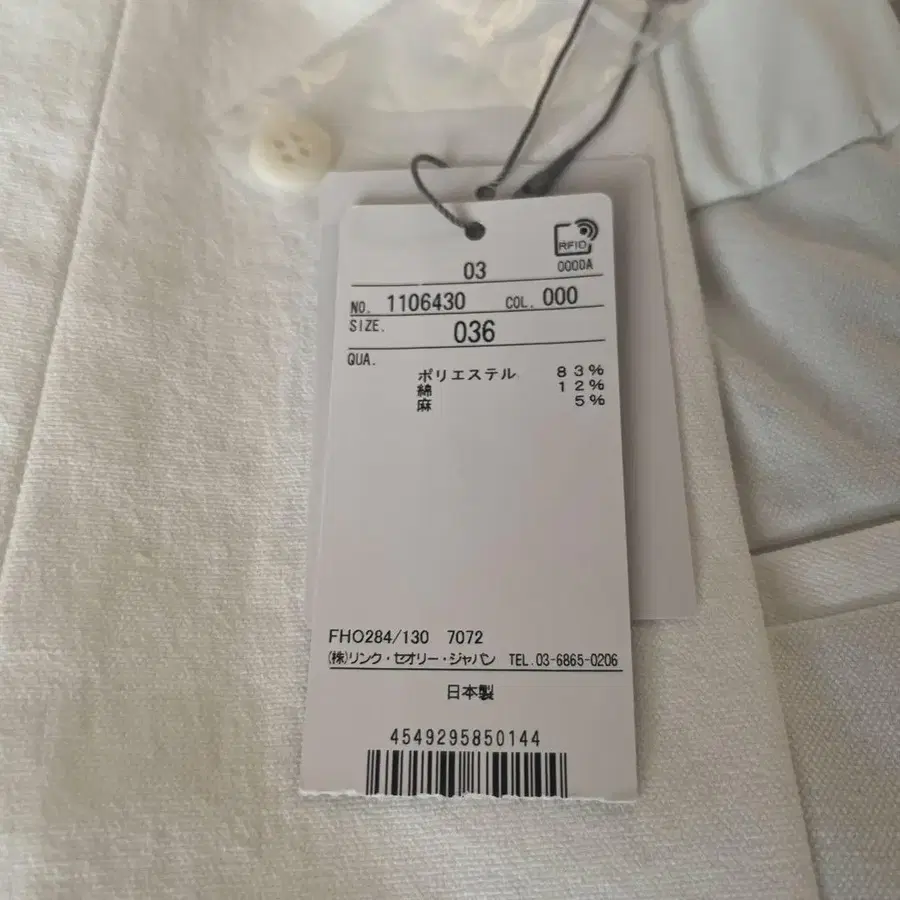 RFID
03 0000A
NO. 1106430 COL. 000
SIZE. 036
QUA.
ポリエステル 83%
綿 12%
麻 5%
FHO284/130 7072
(株)リンク・セオリー・ジャパン TEL.03-6865-0206
日本製
4549295850144